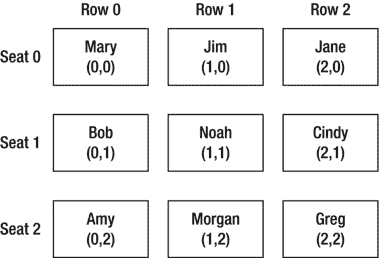 Row 0 Row 1 Row 2
Seat 0
Mary
(0,0)
Jim
(1,0)
Jane
(2,0)
Seat 1
Bob
(0,1)
Noah
(1,1)
Cindy
(2,1)
Seat 2
Amy
(0,2)
Morgan
(1,2)
Greg
(2,2)